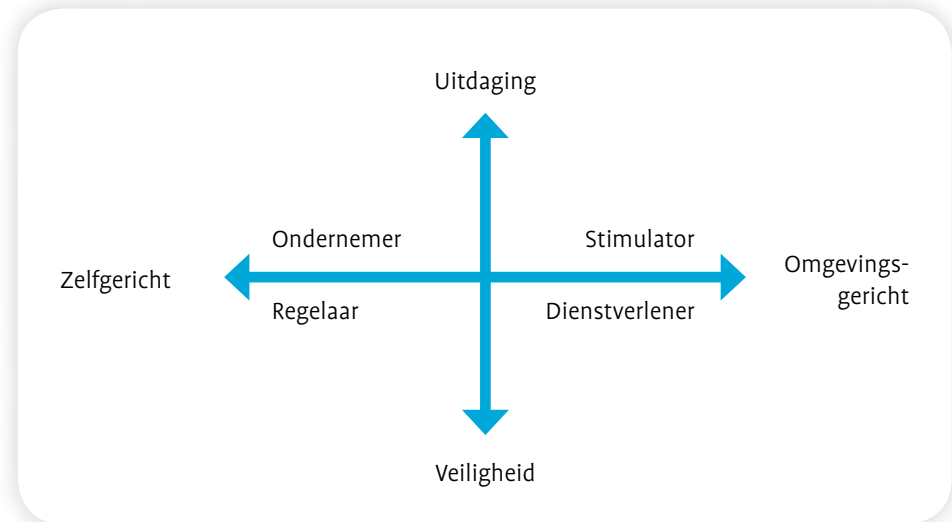 Uitdaging
Ondernemer
Stimulator
Zelfgericht
Omgevings-
gericht
Regelaar
Dienstverlener
Veiligheid